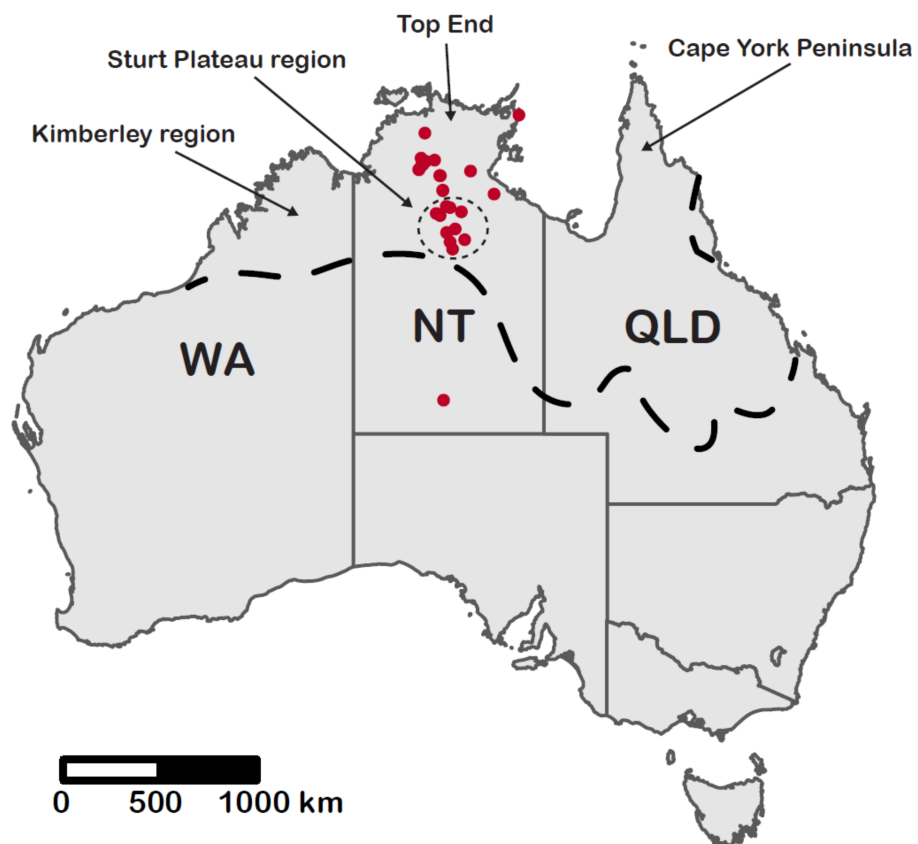 Top End
Sturt Plateau region
Cape York Peninsula
Kimberley region
WA
NT
QLD
0 500 1000 km